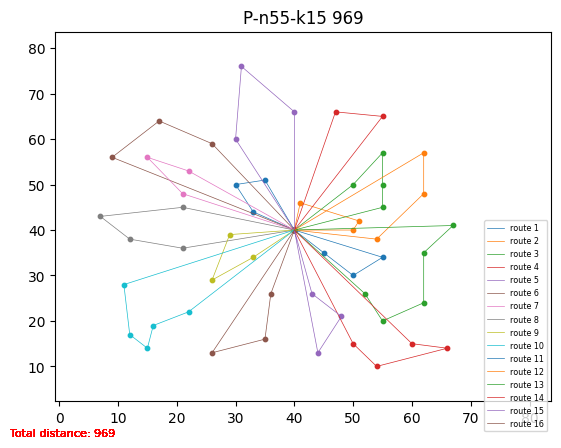 P-n55-k15 969
80
70
60
50
40
30
20
10
0 10 20 30 40 50 60 70 80
route 1
route 2
route 3
route 4
route 5
route 6
route 7
route 8
route 9
route 10
route 11
route 12
route 13
route 14
route 15
route 16
Total distance: 969